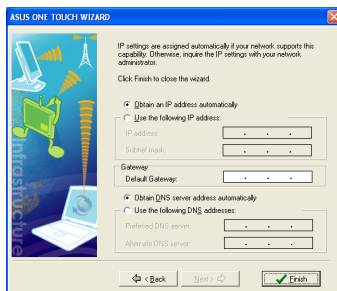 ASUS ONE TOUCH WIZARD
IP settings are assigned automatically if your network supports this
capability. Otherwise, inquire the IP settings with your network
administrator.
Click Finish to close the wizard.
Obtain an IP address automatically
Use the following IP address:
IP address:
Subnet mask:
Gateway
Default Gateway:
Obtain DNS server address automatically
Use the following DNS addresses:
Preferred DNS server:
Alternate DNS server:
Infrastructure
< Back
Next >
Finish